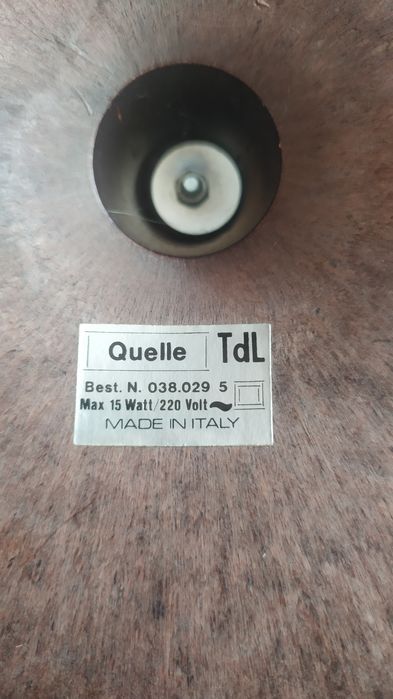 Quelle TdL
Best. N. 038.029 5
Max 15 Watt/220 Volt ~
MADE IN ITALY